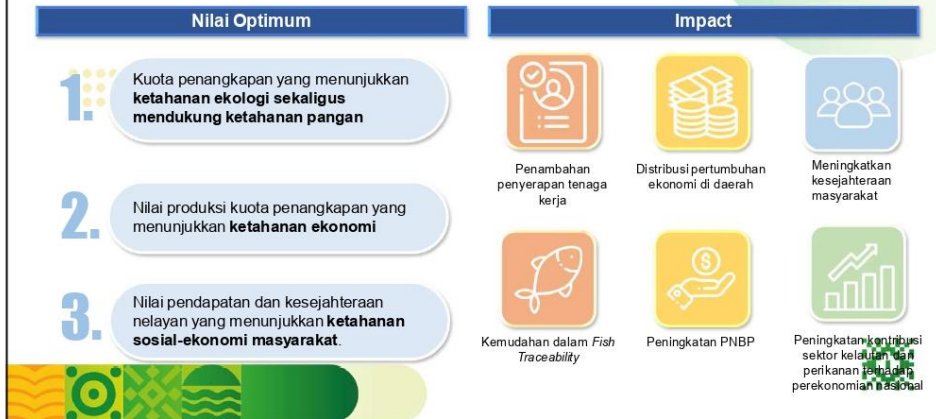 Nilai Optimum
1.
Kuota penangkapan yang menunjukkan
ketahanan ekologi sekaligus
mendukung ketahanan pangan
2.
Nilai produksi kuota penangkapan yang
menunjukkan ketahanan ekonomi
3.
Nilai pendapatan dan kesejahteraan
nelayan yang menunjukkan ketahanan
sosial-ekonomi masyarakat.
Impact
Penambahan
penyerapan tenaga
kerja
Distribusi pertumbuhan
ekonomi di daerah
Meningkatkan
kesejahteraan
masyarakat
Kemudahan dalam Fish
Traceability
$
Peningkatan PNBP
Peningkatan kontribusi
sektor kelautan dan
perikanan terhadap
perekonomian nasional